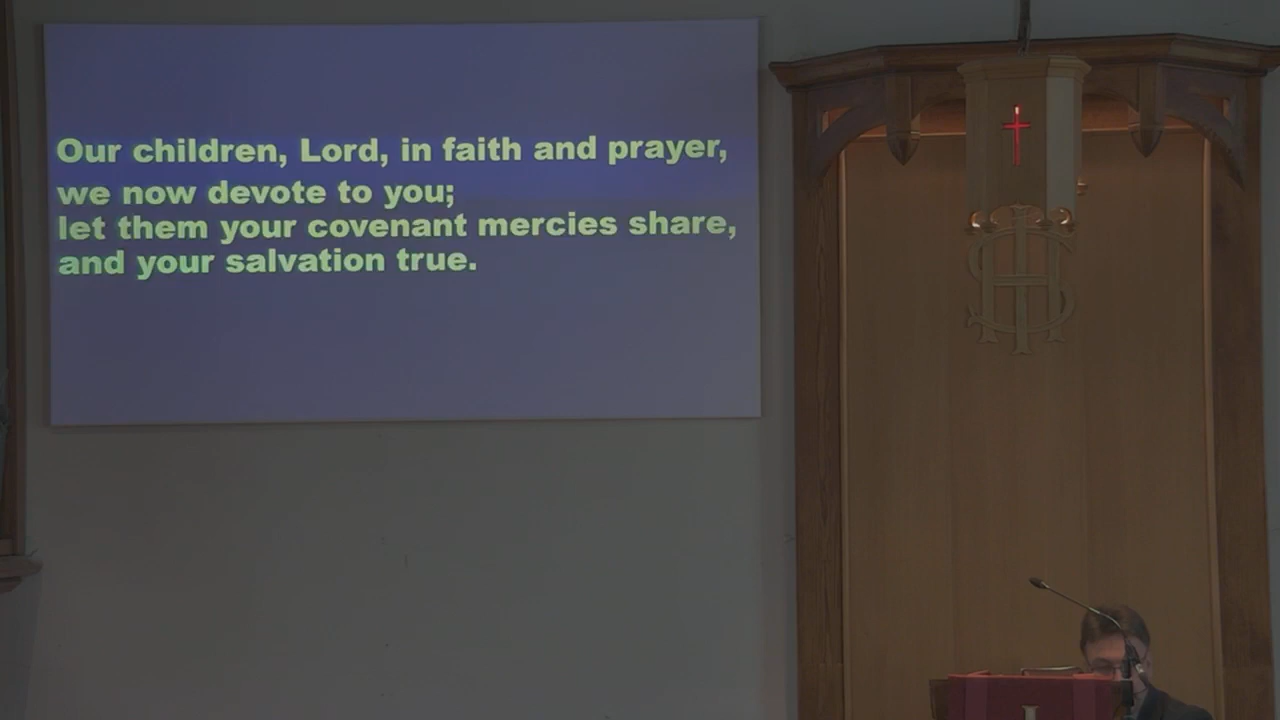 Our children, Lord, in faith and prayer,
we now devote to you;
let them your covenant mercies share,
and your salvation true.
IHS